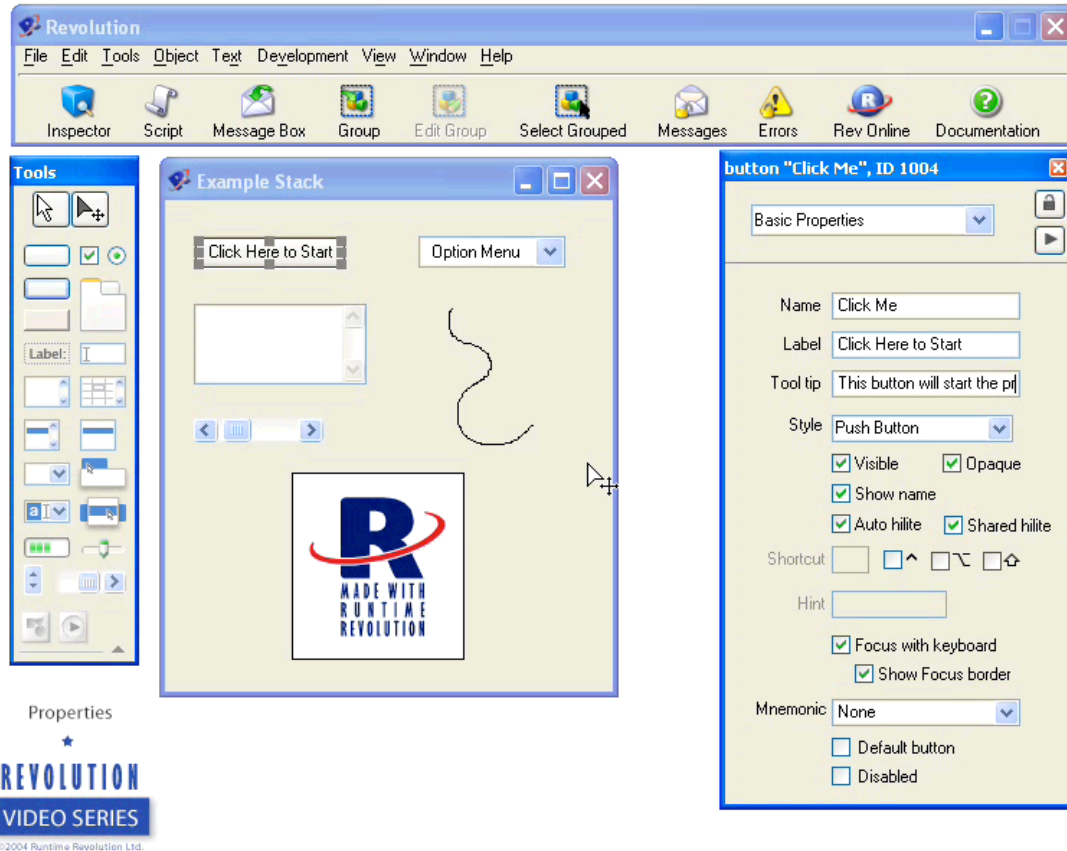 Revolution
File Edit Tools Object Text Development View Window Help
Inspector Script Message Box Group Edit Group Select Grouped Messages Errors Rev Online Documentation
Tools
Label:
a
Example Stack
Click Here to Start
Option Menu
R
MADE WITH
RUNTIME
REVOLUTION
button "Click Me", ID 1004
Basic Properties
Name Click Me
Label Click Here to Start
Tool tip This button will start the pr
Style Push Button
Visible Opaque
Show name
Auto hilite Shared hilite
Shortcut ^
Hint
Focus with keyboard
Show Focus border
Mnemonic None
Default button
Disabled
Properties
REVOLUTION
VIDEO SERIES
©2004 Runtime Revolution Ltd.